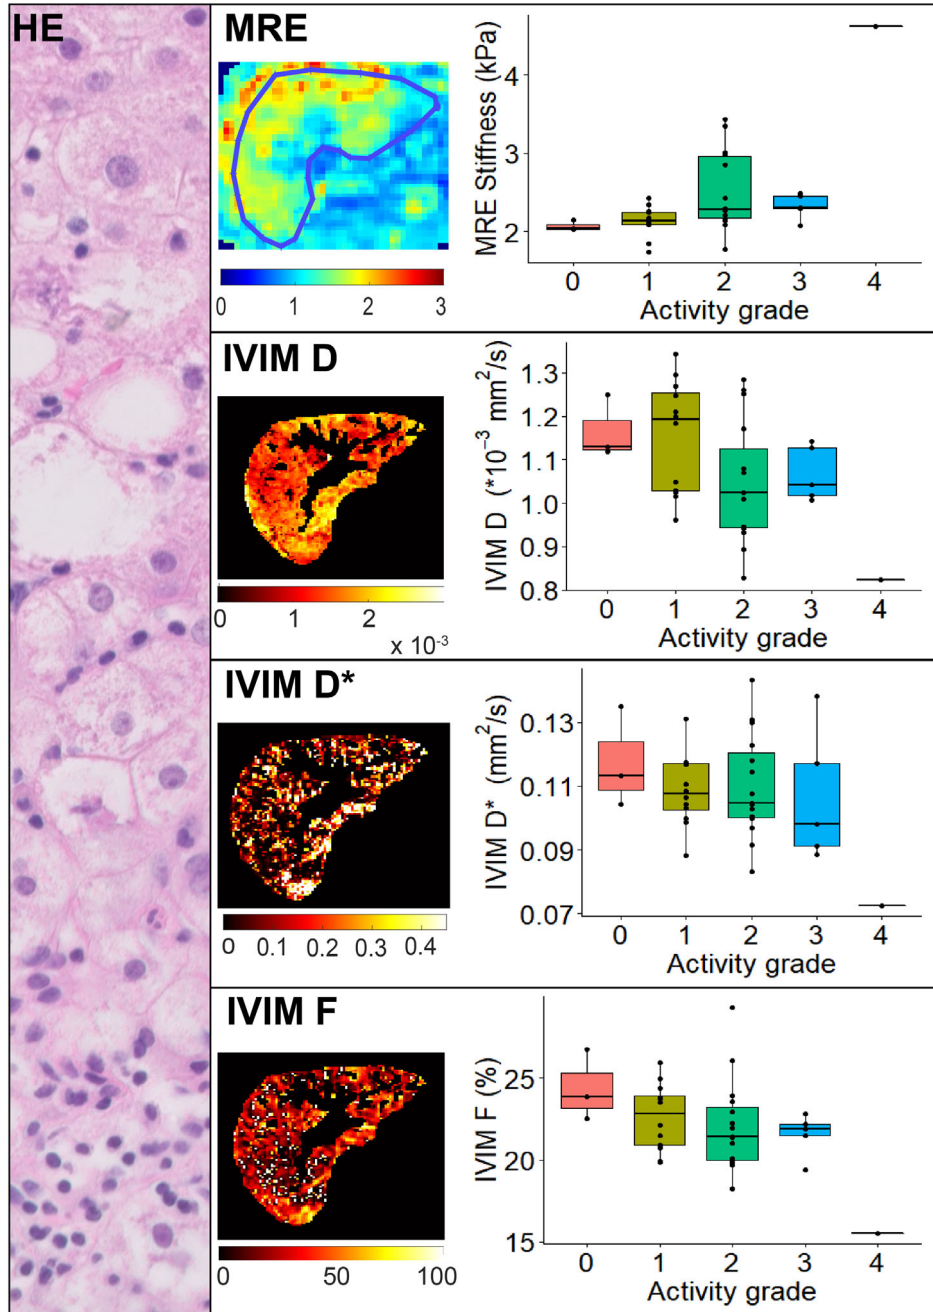 HE
MRE
0 1 2 3
MRE Stiffness (kPa)
4
3
2
0 1 2 3 4
Activity grade
IVIM D
0 1 2
x 10⁻³
IVIM D (*10⁻³ mm²/s)
1.3
1.2
1.1
1.0
0.9
0.8
0 1 2 3 4
Activity grade
IVIM D*
0 0.1 0.2 0.3 0.4
IVIM D* (mm²/s)
0.13
0.11
0.09
0.07
0 1 2 3 4
Activity grade
IVIM F
0 50 100
IVIM F (%)
25
20
15
0 1 2 3 4
Activity grade